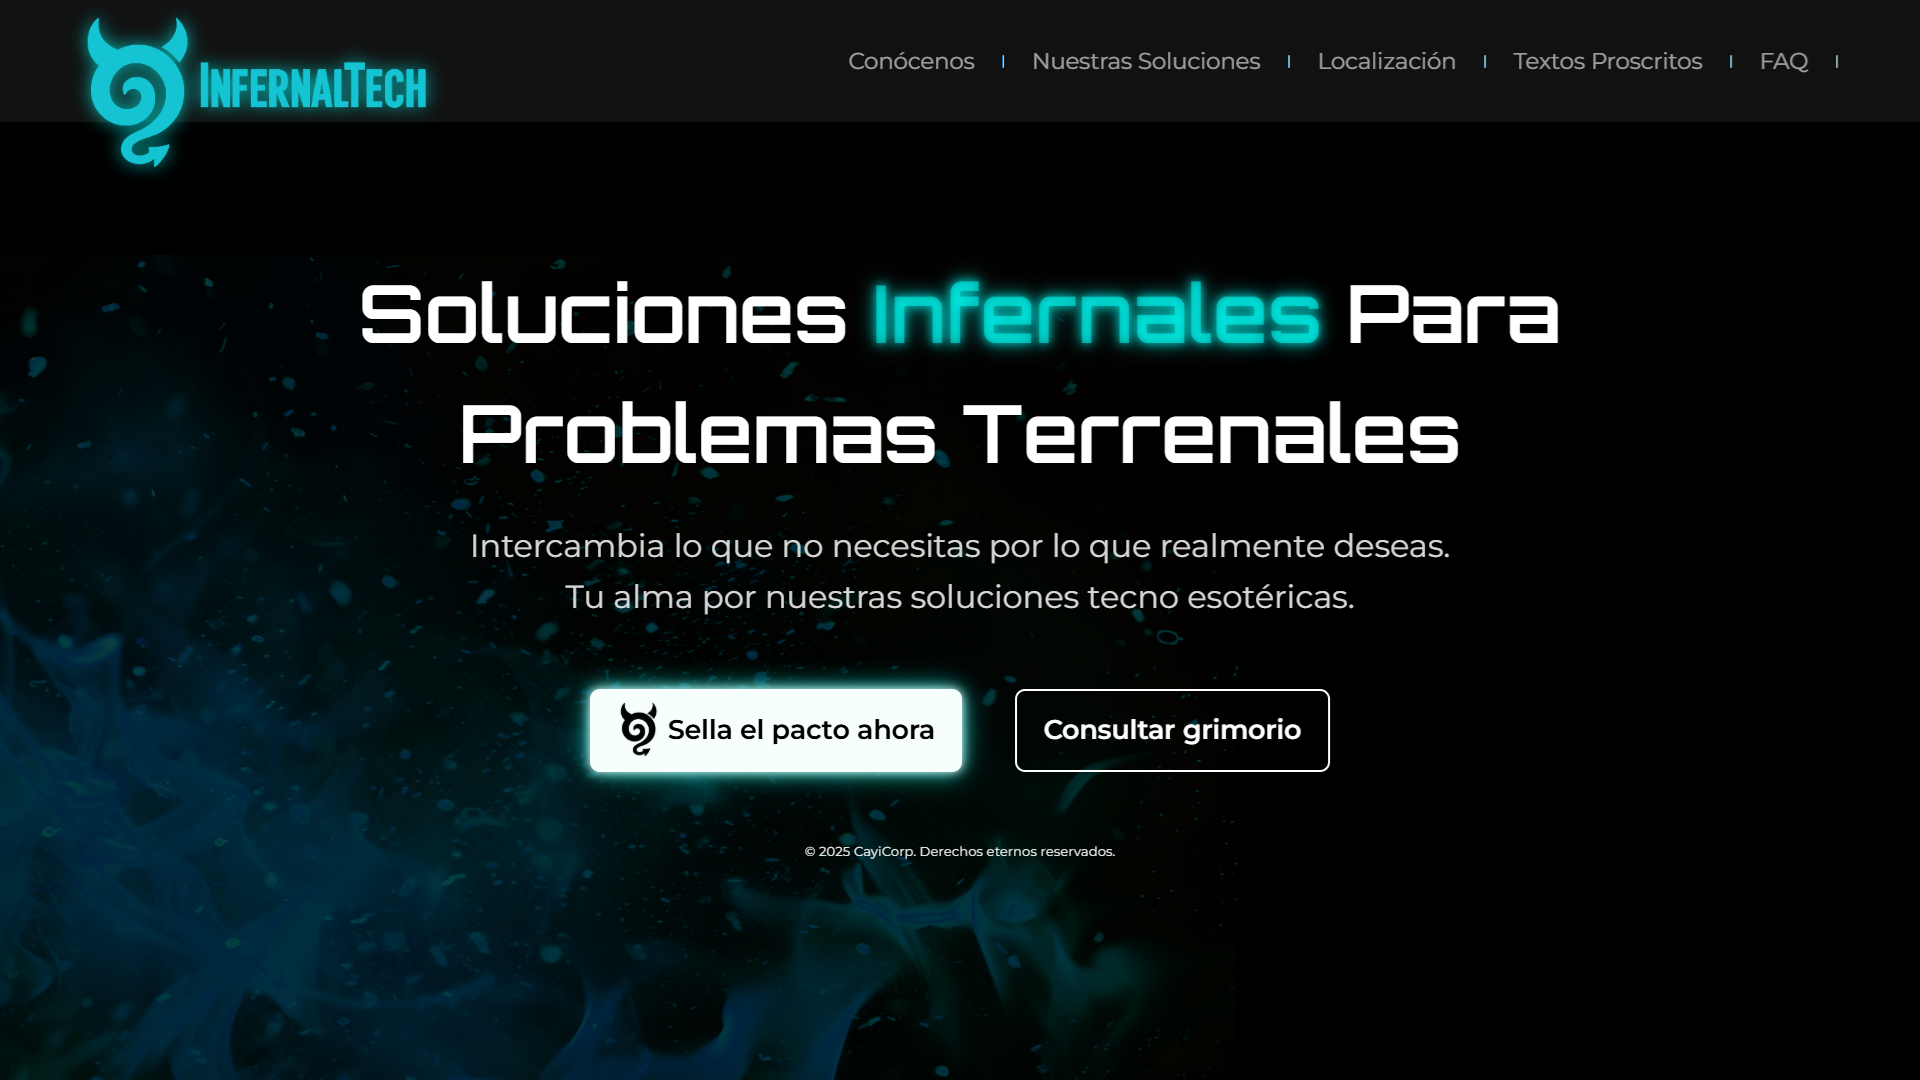 InfernalTech
Conócenos
Nuestras Soluciones
Localización
Textos Proscritos
FAQ
Soluciones Infernales Para
Problemas Terrenales
Intercambia lo que no necesitas por lo que realmente deseas.
Tu alma por nuestras soluciones tecno esotéricas.
Sella el pacto ahora
Consultar grimorio
© 2025 CayiCorp. Derechos eternos reservados.